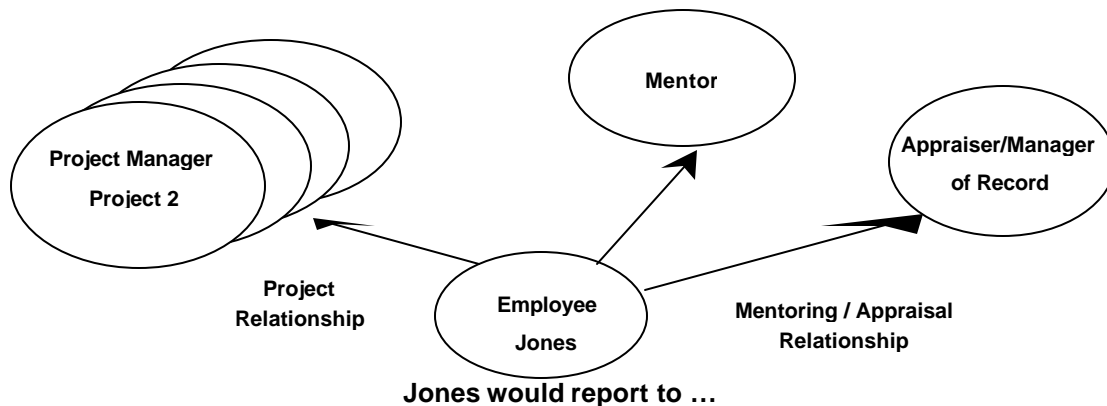 Mentor
Project Manager
Project 2
Appraiser/Manager
of Record
Project
Relationship
Employee
Jones
Mentoring / Appraisal
Relationship
Jones would report to …